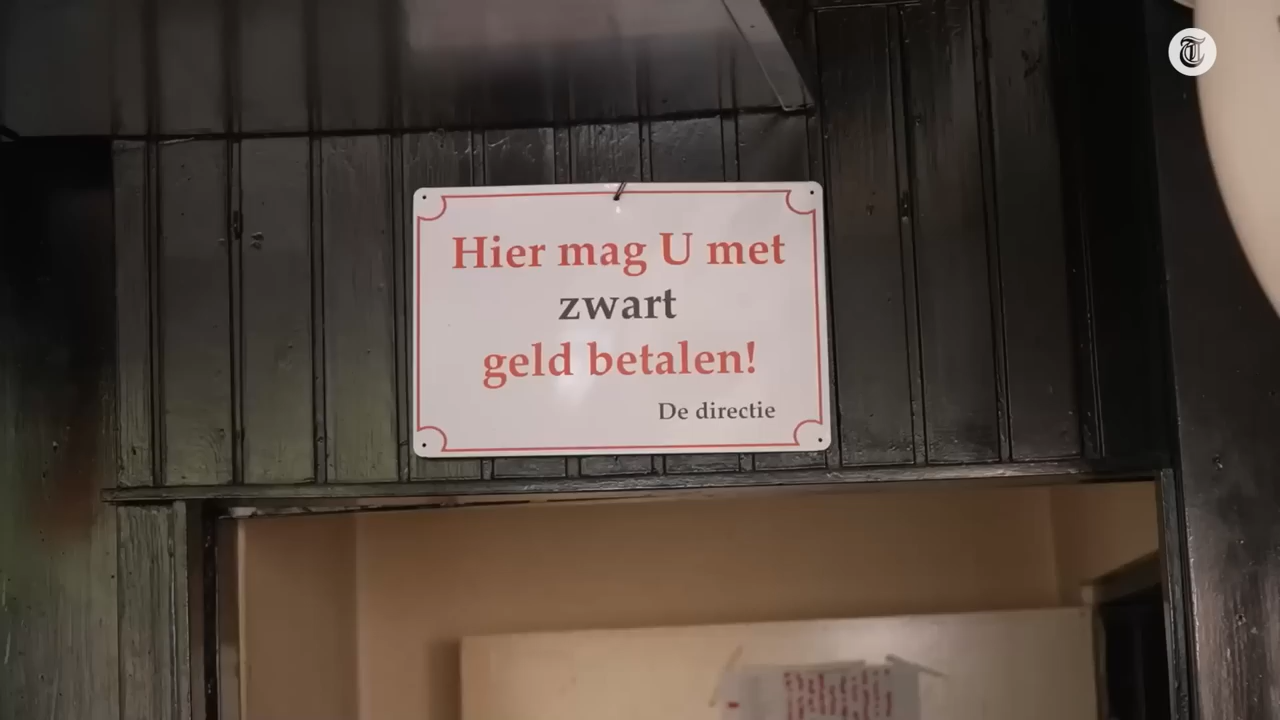 Hier mag U met
zwart
geld betalen!
De directie